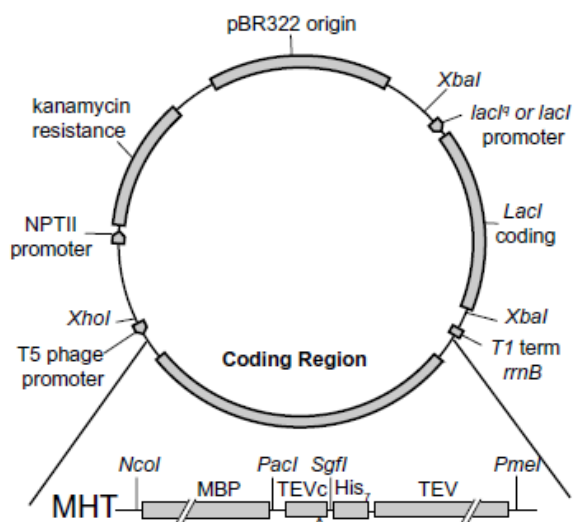 pBR322 origin
XbaI
lacIq or lacI
promoter
kanamycin
resistance
LacI
coding
NPTII
promoter
XhoI
XbaI
T5 phage
promoter
Coding Region
T1 term
rrnB
NcoI
PacI
SgfI
PmeI
MBP
TEVc
His7
TEV
MHT